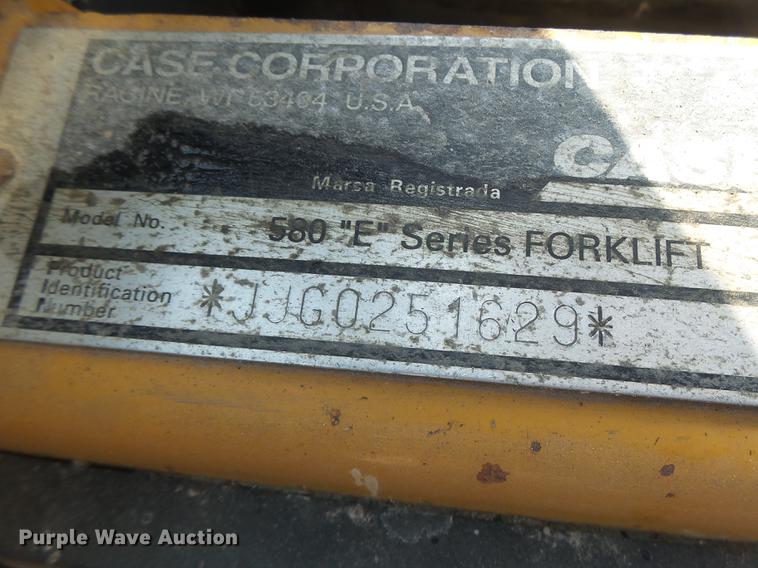 CASE CORPORATION
RACINE, WI 53404 U.S.A.
CASE
Marca Registrada
Model No. 580 "E" Series FORKLIFT
Product
Identification
Number *JJG0251629*
Purple Wave Auction